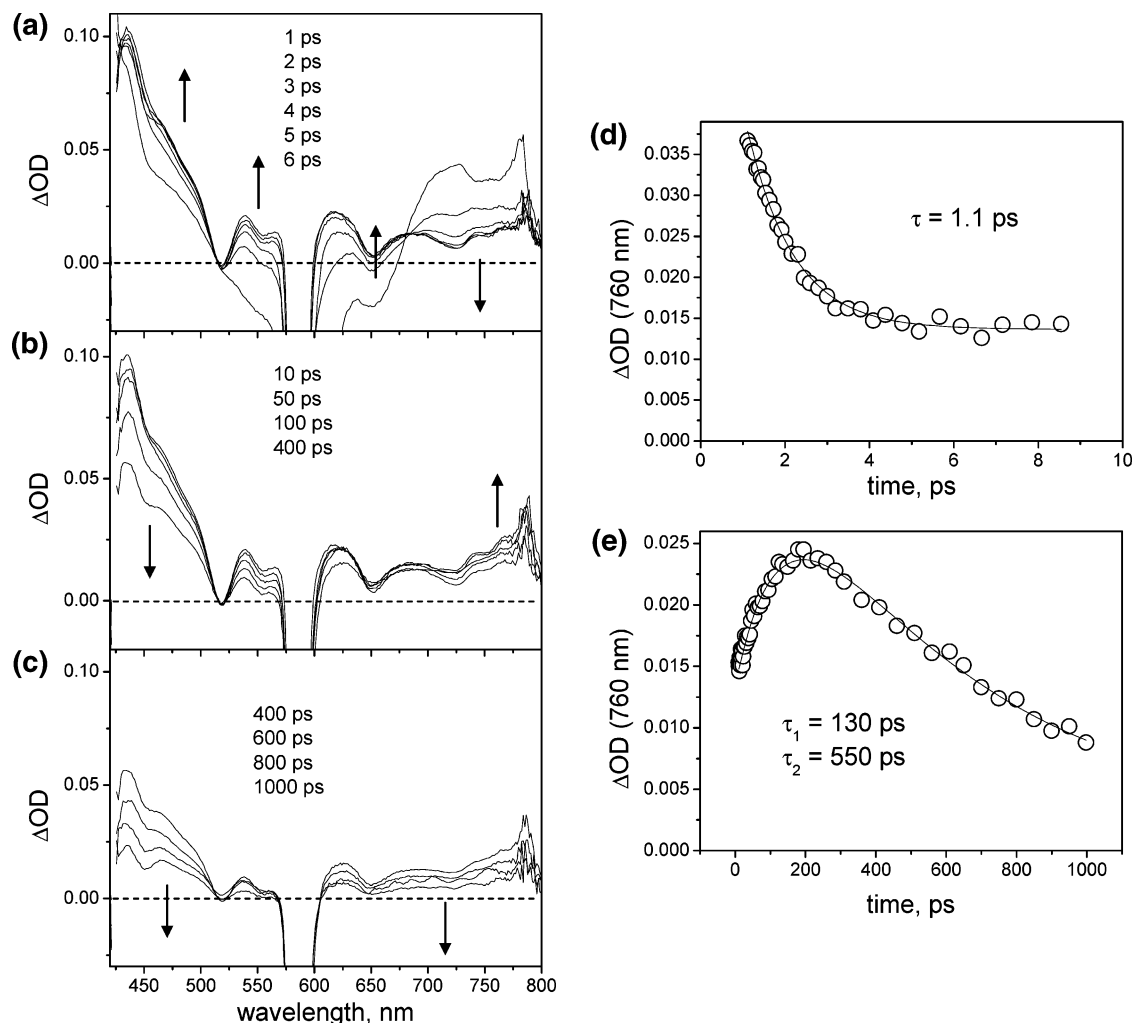 (a)
0.10
0.05
0.00
ΔOD
1 ps
2 ps
3 ps
4 ps
5 ps
6 ps
(b)
0.10
0.05
0.00
ΔOD
10 ps
50 ps
100 ps
400 ps
(c)
0.10
0.05
0.00
ΔOD
400 ps
600 ps
800 ps
1000 ps
450 500 550 600 650 700 750 800
wavelength, nm
(d)
0.035
0.030
0.025
0.020
0.015
0.010
0.005
0.000
ΔOD (760 nm)
τ = 1.1 ps
0 2 4 6 8 10
time, ps
(e)
0.025
0.020
0.015
0.010
0.005
0.000
ΔOD (760 nm)
τ₁ = 130 ps
τ₂ = 550 ps
0 200 400 600 800 1000
time, ps